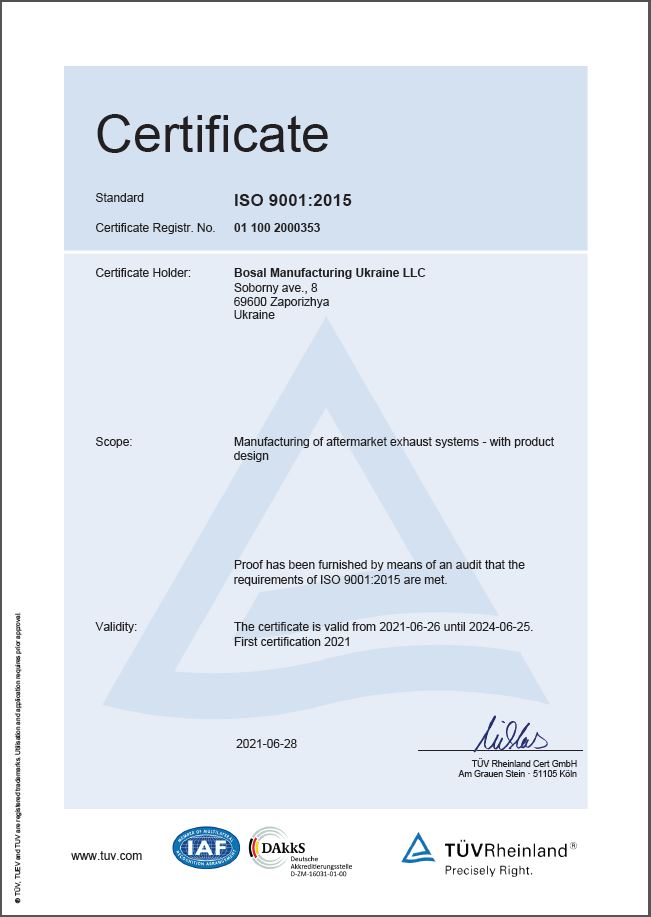 Certificate
Standard ISO 9001:2015
Certificate Registr. No. 01 100 2000353
Certificate Holder: Bosal Manufacturing Ukraine LLC
Soborny ave., 8
69600 Zaporizhya
Ukraine
Scope: Manufacturing of aftermarket exhaust systems - with product
design
Proof has been furnished by means of an audit that the
requirements of ISO 9001:2015 are met.
Validity: The certificate is valid from 2021-06-26 until 2024-06-25.
First certification 2021
2021-06-28
TÜV Rheinland Cert GmbH
Am Grauen Stein · 51105 Köln
® TÜV, TUEV and TUV are registered trademarks. Utilisation and application requires prior approval.
www.tuv.com
MEMBER OF MULTILATERAL
IAF
RECOGNITION ARRANGEMENT
DAkkS
Deutsche
Akkreditierungsstelle
D-ZM-16031-01-00
TÜVRheinland®
Precisely Right.